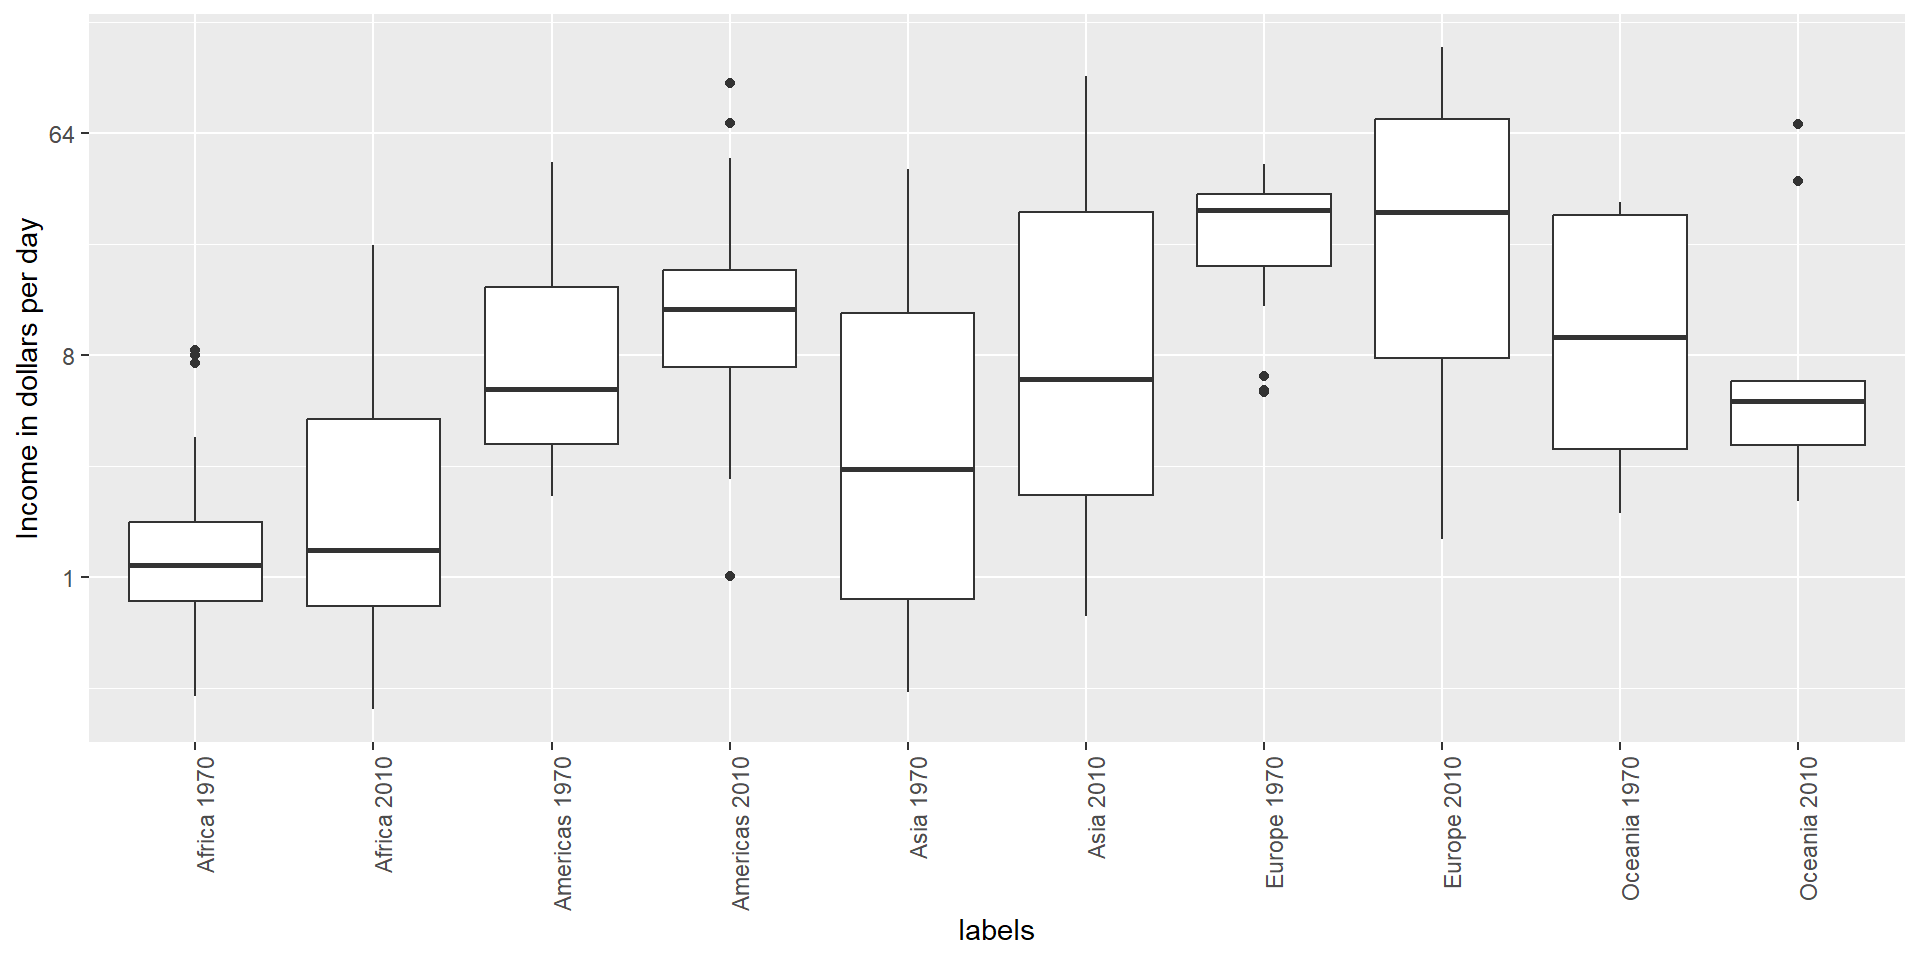 Income in dollars per day
64
8
1
Africa 1970
Africa 2010
Americas 1970
Americas 2010
Asia 1970
Asia 2010
Europe 1970
Europe 2010
Oceania 1970
Oceania 2010
labels